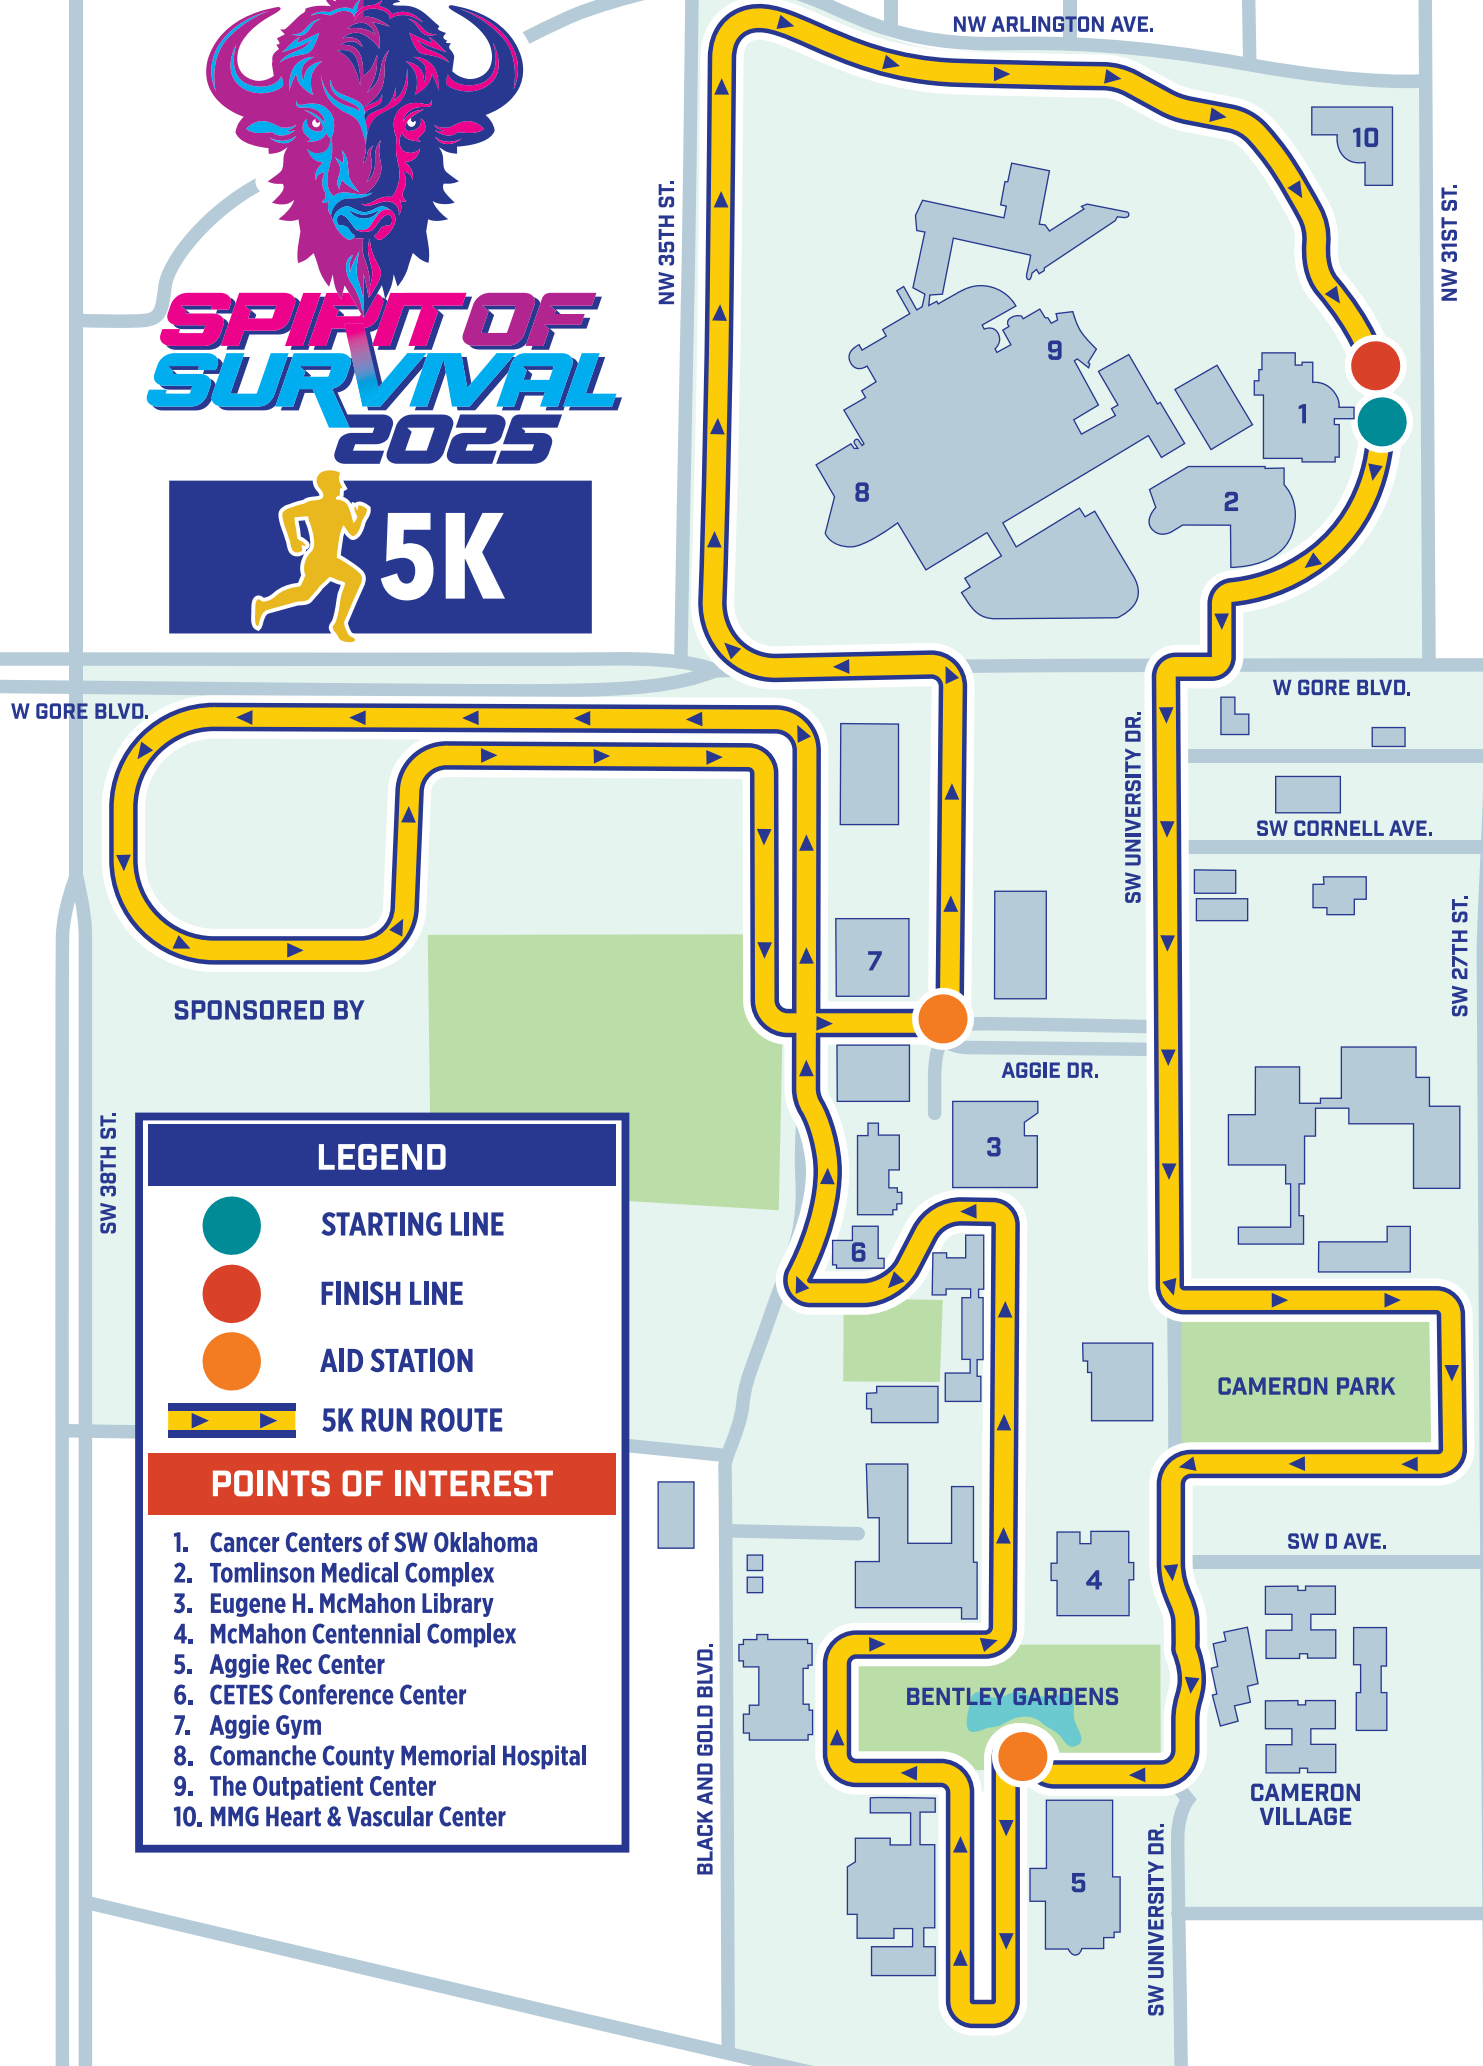 SPIRIT OF
SURVIVAL
2025
5K
NW ARLINGTON AVE.
NW 35TH ST.
NW 31ST ST.
10
9
1
8
2
W GORE BLVD.
W GORE BLVD.
SW UNIVERSITY DR.
SW CORNELL AVE.
SW 27TH ST.
7
SPONSORED BY
AGGIE DR.
3
6
SW 38TH ST.
CAMERON PARK
SW D AVE.
4
BENTLEY GARDENS
BLACK AND GOLD BLVD.
CAMERON
VILLAGE
5
SW UNIVERSITY DR.
LEGEND
STARTING LINE
FINISH LINE
AID STATION
5K RUN ROUTE
POINTS OF INTEREST
1. Cancer Centers of SW Oklahoma
2. Tomlinson Medical Complex
3. Eugene H. McMahon Library
4. McMahon Centennial Complex
5. Aggie Rec Center
6. CETES Conference Center
7. Aggie Gym
8. Comanche County Memorial Hospital
9. The Outpatient Center
10. MMG Heart & Vascular Center